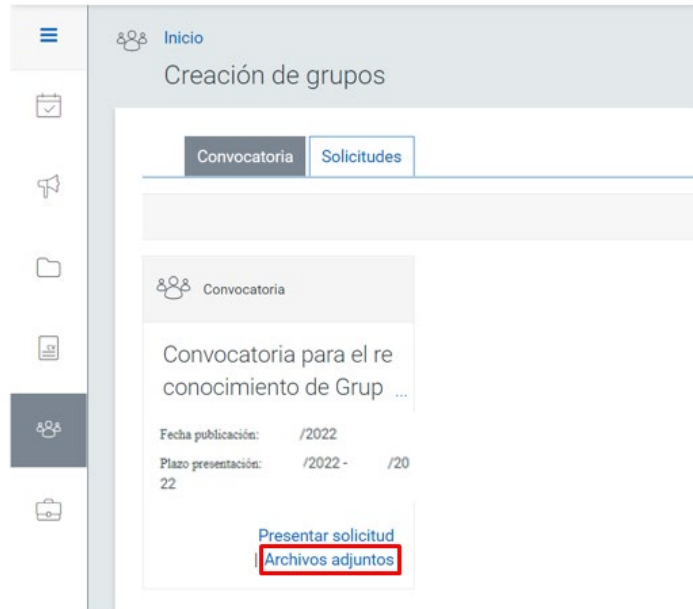 Inicio
Creación de grupos
Convocatoria Solicitudes
Convocatoria
Convocatoria para el re
conocimiento de Grup ...
Fecha publicación: /2022
Plazo presentación: /2022 - /20
22
Presentar solicitud
| Archivos adjuntos
CV